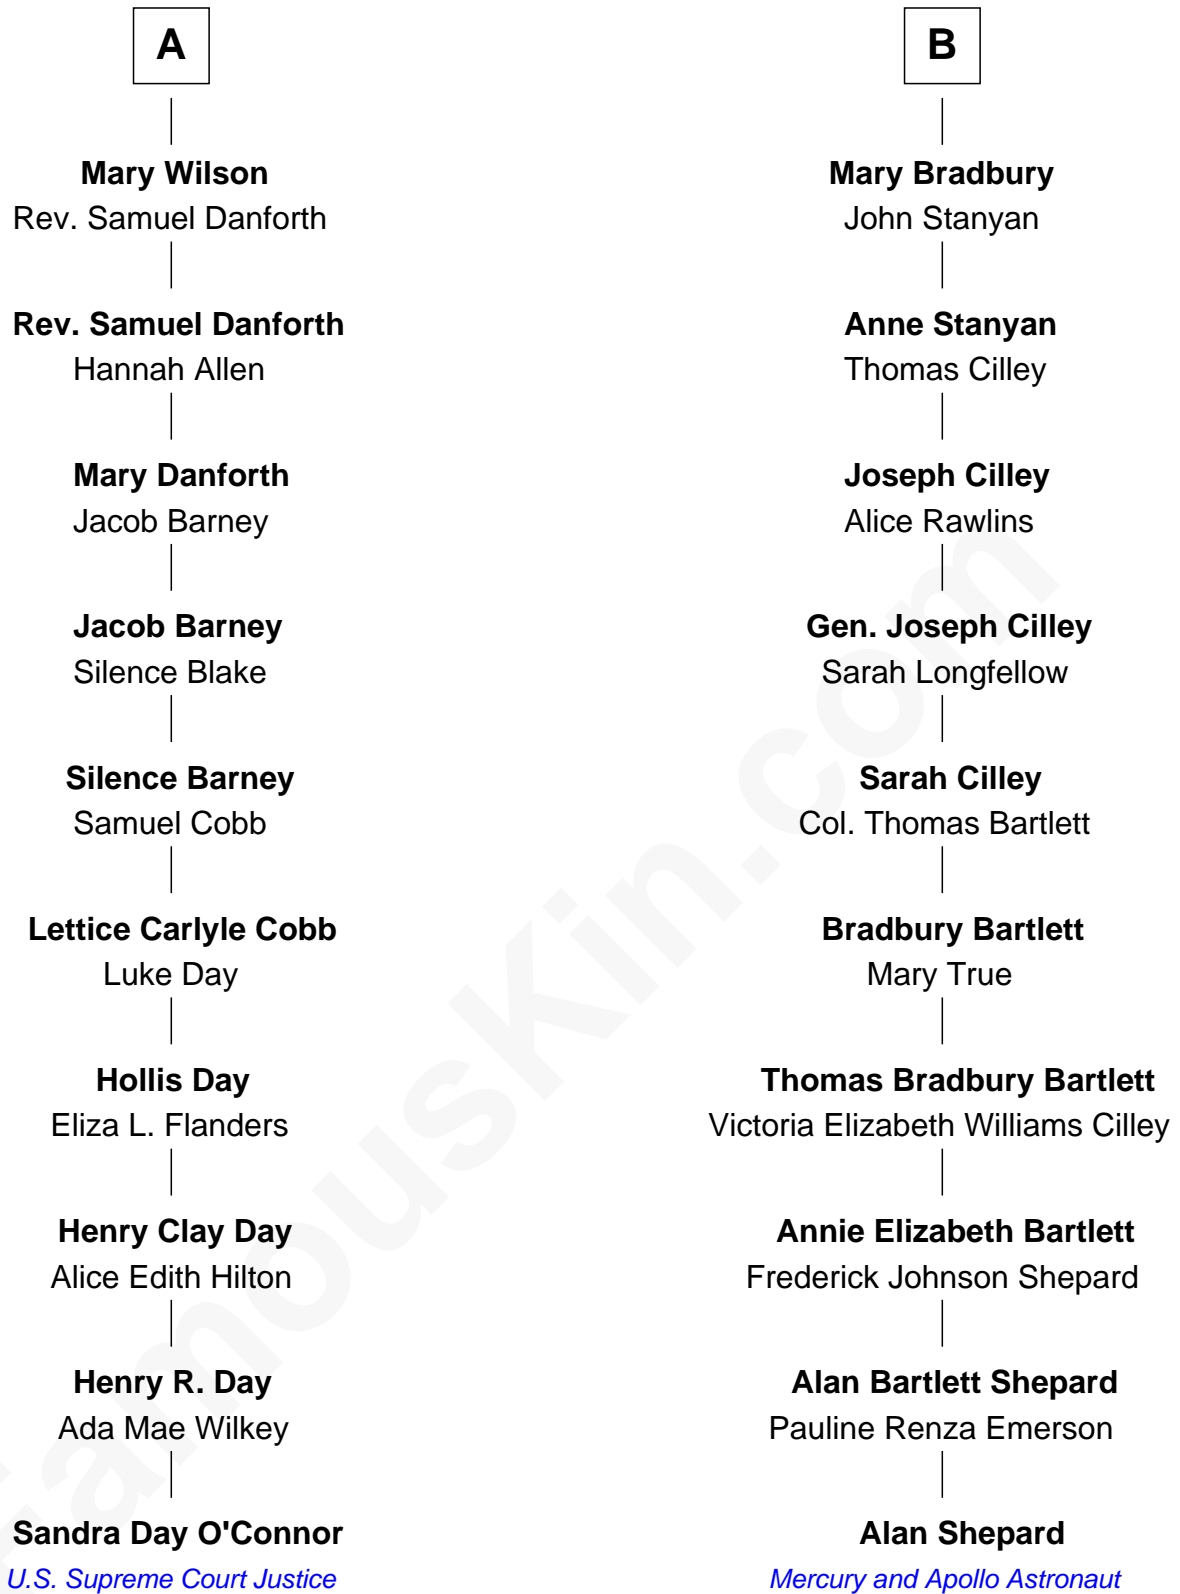 A
Mary Wilson
Rev. Samuel Danforth
Rev. Samuel Danforth
Hannah Allen
Mary Danforth
Jacob Barney
Jacob Barney
Silence Blake
Silence Barney
Samuel Cobb
Lettice Carlyle Cobb
Luke Day
Hollis Day
Eliza L. Flanders
Henry Clay Day
Alice Edith Hilton
Henry R. Day
Ada Mae Wilkey
Sandra Day O'Connor
U.S. Supreme Court Justice
B
Mary Bradbury
John Stanyan
Anne Stanyan
Thomas Cilley
Joseph Cilley
Alice Rawlins
Gen. Joseph Cilley
Sarah Longfellow
Sarah Cilley
Col. Thomas Bartlett
Bradbury Bartlett
Mary True
Thomas Bradbury Bartlett
Victoria Elizabeth Williams Cilley
Annie Elizabeth Bartlett
Frederick Johnson Shepard
Alan Bartlett Shepard
Pauline Renza Emerson
Alan Shepard
Mercury and Apollo Astronaut
FamousKin.com